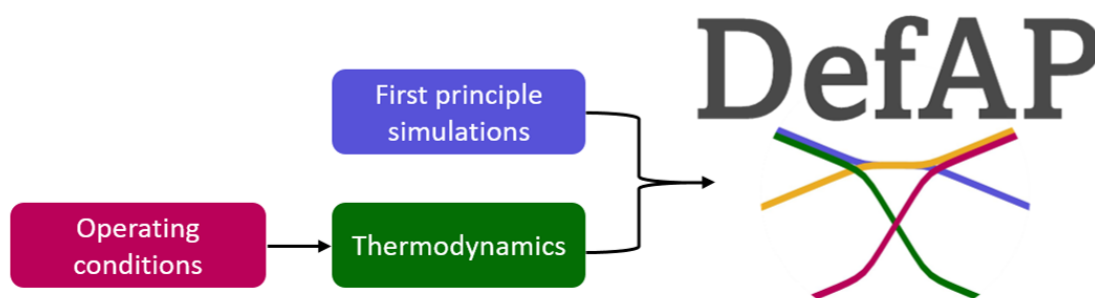 DefAP
First principle
simulations
Operating
conditions
Thermodynamics